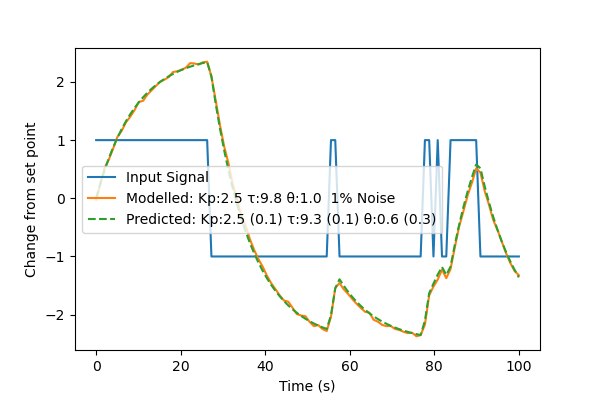 2
1
0
−1
−2
Change from set point
Input Signal
Modelled: Kp:2.5 τ:9.8 θ:1.0  1% Noise
Predicted: Kp:2.5 (0.1) τ:9.3 (0.1) θ:0.6 (0.3)
0 20 40 60 80 100
Time (s)